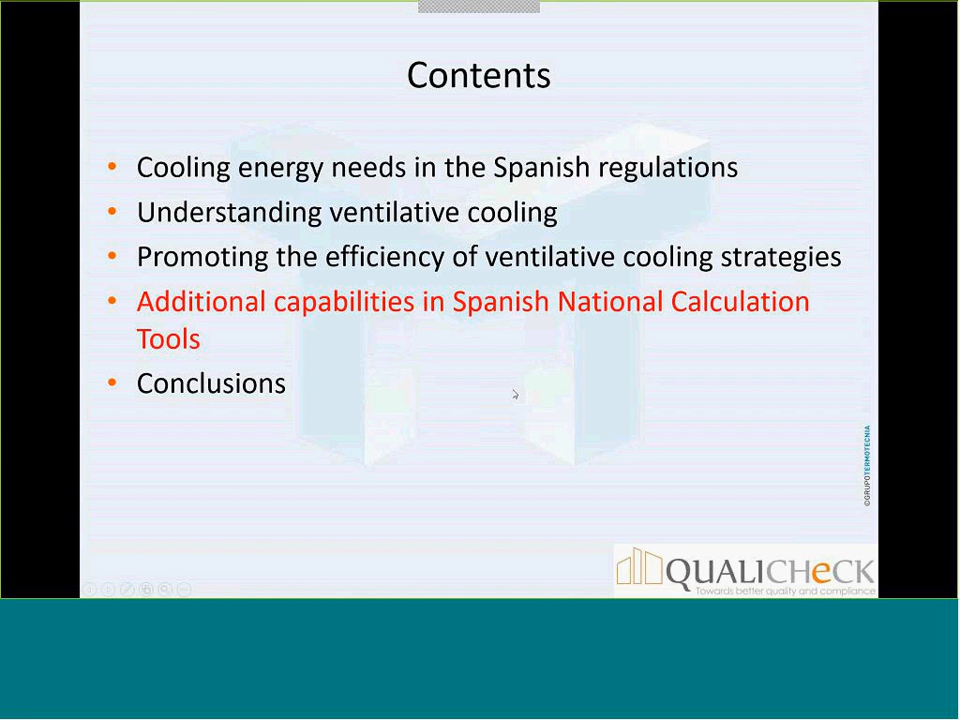 Contents
• Cooling energy needs in the Spanish regulations
• Understanding ventilative cooling
• Promoting the efficiency of ventilative cooling strategies
• Additional capabilities in Spanish National Calculation
Tools
• Conclusions
©GRUPOTERMOTECNIA
QUALICHeCK
Towards better quality and compliance